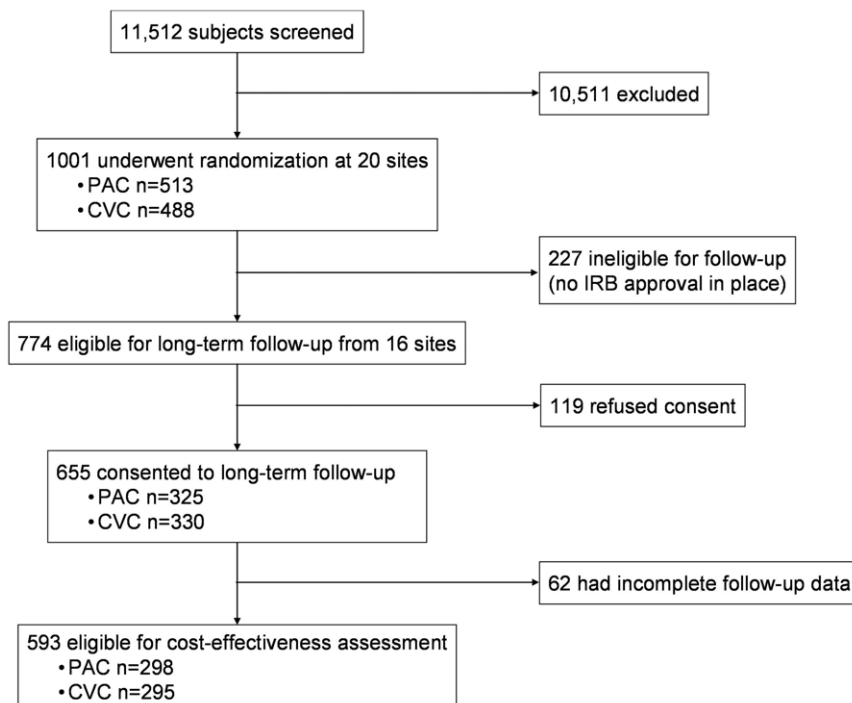 11,512 subjects screened
10,511 excluded
1001 underwent randomization at 20 sites
•PAC n=513
•CVC n=488
227 ineligible for follow-up
(no IRB approval in place)
774 eligible for long-term follow-up from 16 sites
119 refused consent
655 consented to long-term follow-up
•PAC n=325
•CVC n=330
62 had incomplete follow-up data
593 eligible for cost-effectiveness assessment
•PAC n=298
•CVC n=295